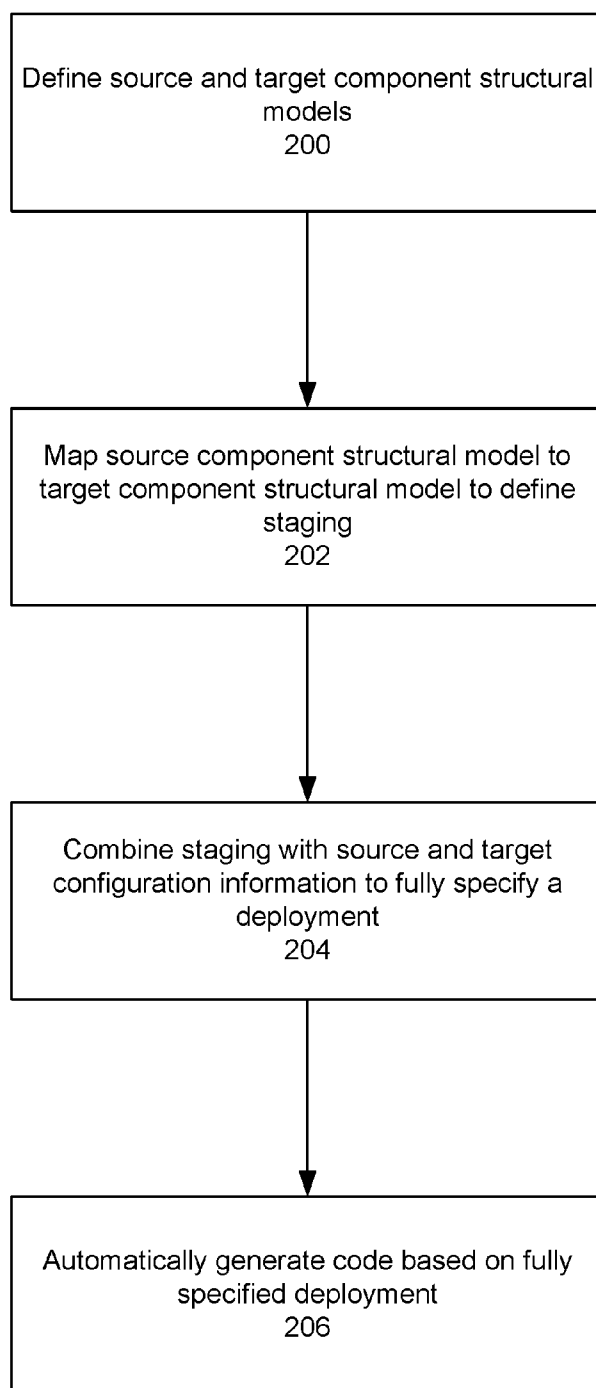 Define source and target component structural
models
200
Map source component structural model to
target component structural model to define
staging
202
Combine staging with source and target
configuration information to fully specify a
deployment
204
Automatically generate code based on fully
specified deployment
206